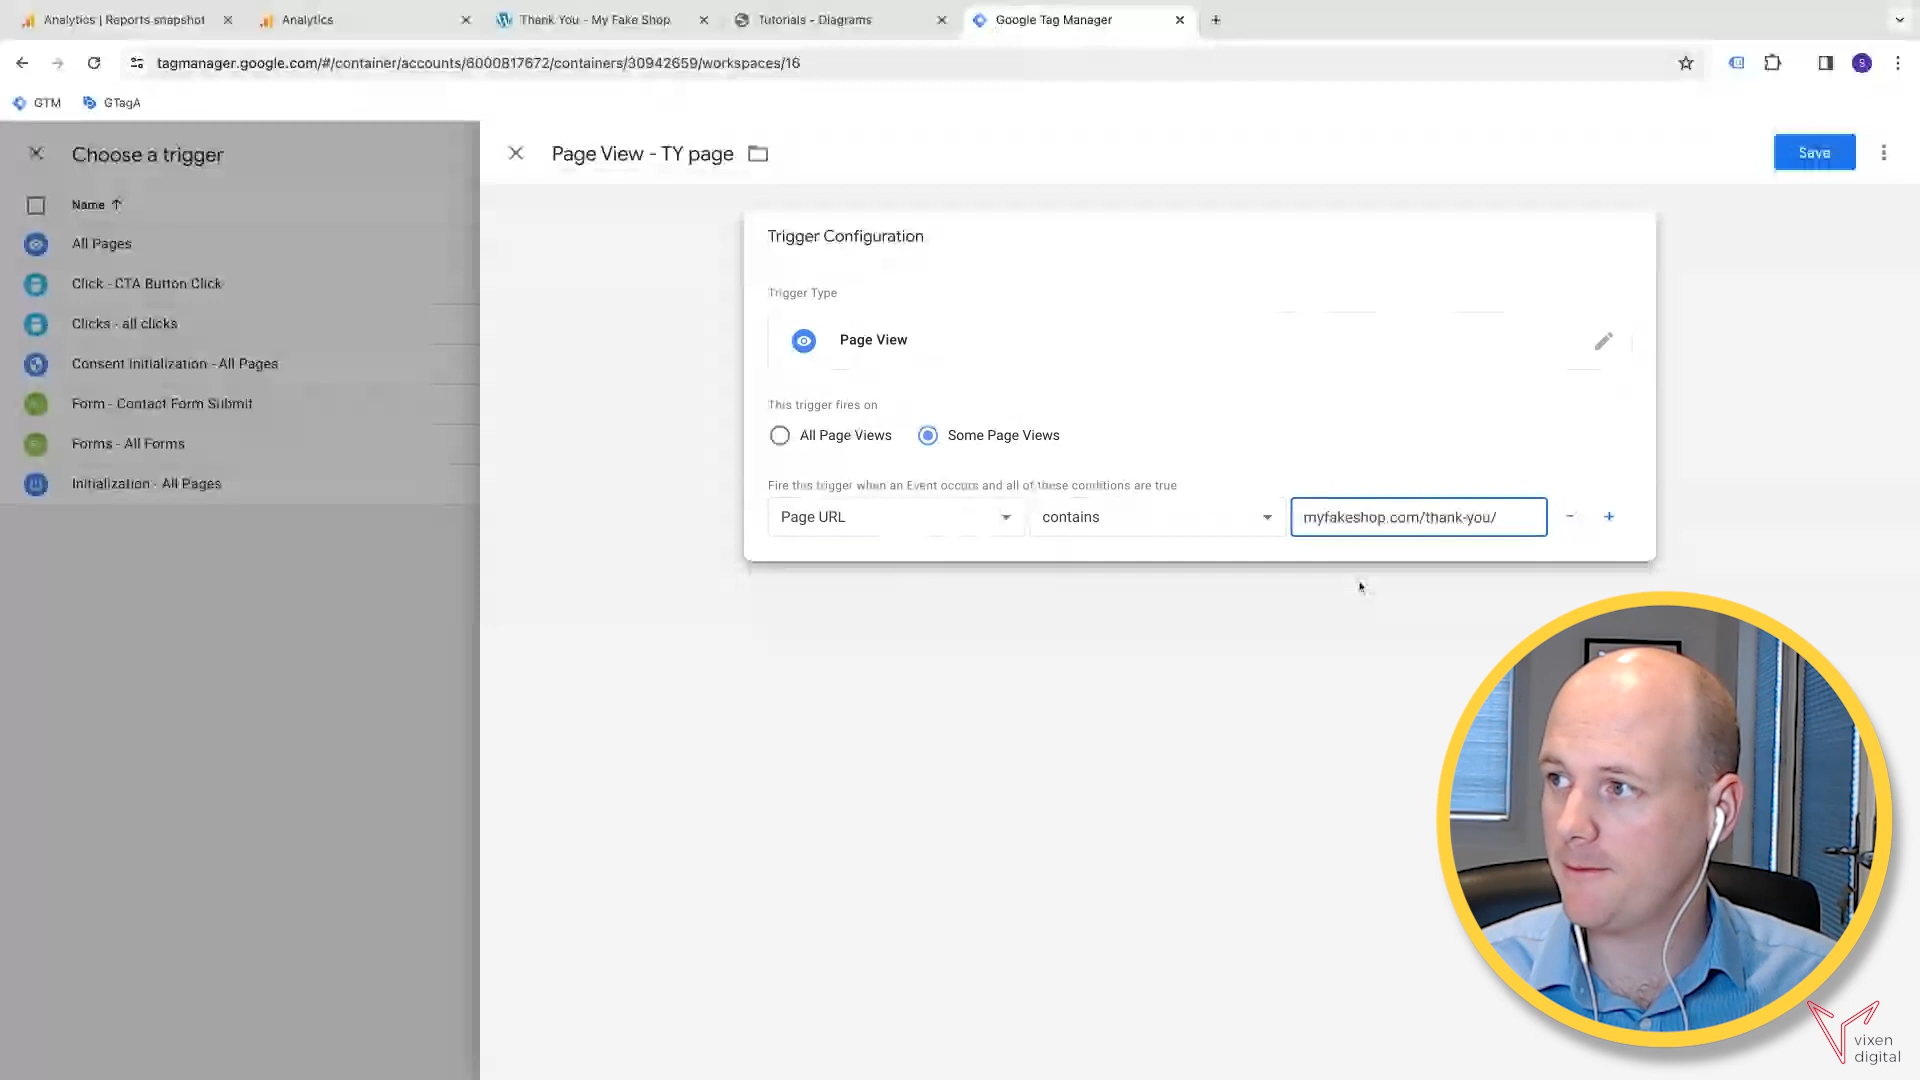 Analytics | Reports snapshot
Analytics
Thank You - My Fake Shop
Tutorials - Diagrams
Google Tag Manager
tagmanager.google.com/#/container/accounts/6000817672/containers/30942659/workspaces/16
S
GTM
GTagA
Choose a trigger
Page View - TY page
Save
Name
All Pages
Click - CTA Button Click
Clicks - all clicks
Consent Initialization - All Pages
Form - Contact Form Submit
Forms - All Forms
Initialization - All Pages
Trigger Configuration
Trigger Type
Page View
This trigger fires on
All Page Views
Some Page Views
Fire this trigger when an Event occurs and all of these conditions are true
Page URL
contains
myfakeshop.com/thank-you/
vixen
digital